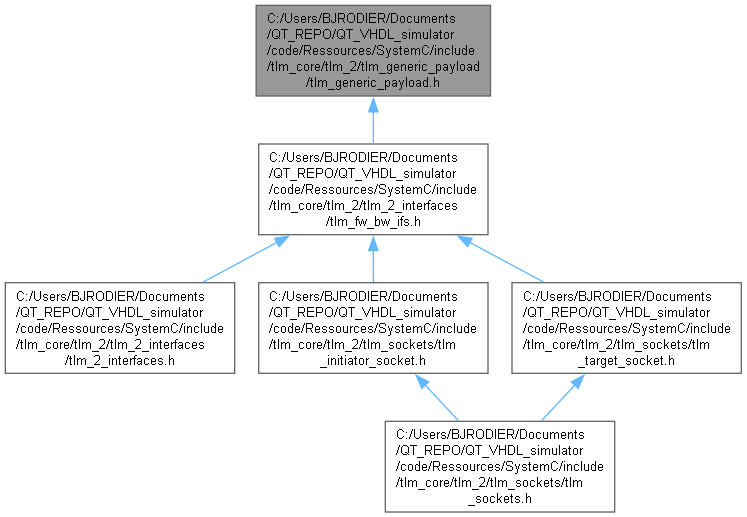 C:/Users/BJRODIER/Documents
/QT_REPO/QT_VHDL_simulator
/code/Ressources/SystemC/include
/tlm_core/tlm_2/tlm_generic_payload
/tlm_generic_payload.h
C:/Users/BJRODIER/Documents
/QT_REPO/QT_VHDL_simulator
/code/Ressources/SystemC/include
/tlm_core/tlm_2/tlm_2_interfaces
/tlm_fw_bw_ifs.h
C:/Users/BJRODIER/Documents
/QT_REPO/QT_VHDL_simulator
/code/Ressources/SystemC/include
/tlm_core/tlm_2/tlm_2_interfaces
/tlm_2_interfaces.h
C:/Users/BJRODIER/Documents
/QT_REPO/QT_VHDL_simulator
/code/Ressources/SystemC/include
/tlm_core/tlm_2/tlm_sockets/tlm
_initiator_socket.h
C:/Users/BJRODIER/Documents
/QT_REPO/QT_VHDL_simulator
/code/Ressources/SystemC/include
/tlm_core/tlm_2/tlm_sockets/tlm
_target_socket.h
C:/Users/BJRODIER/Documents
/QT_REPO/QT_VHDL_simulator
/code/Ressources/SystemC/include
/tlm_core/tlm_2/tlm_sockets/tlm
_sockets.h